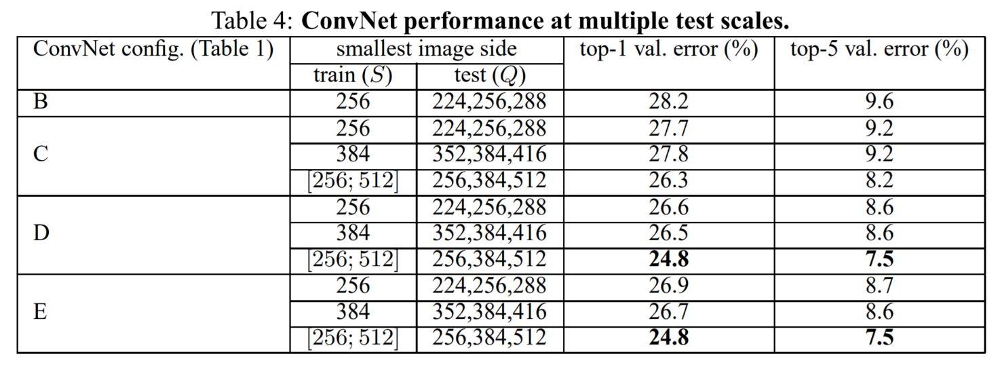 Table 4: ConvNet performance at multiple test scales.
ConvNet config. (Table 1) smallest image side top-1 val. error (%) top-5 val. error (%)
train (S) test (Q)
B 256 224,256,288 28.2 9.6
256 224,256,288 27.7 9.2
C 384 352,384,416 27.8 9.2
[256; 512] 256,384,512 26.3 8.2
256 224,256,288 26.6 8.6
D 384 352,384,416 26.5 8.6
[256; 512] 256,384,512 24.8 7.5
256 224,256,288 26.9 8.7
E 384 352,384,416 26.7 8.6
[256; 512] 256,384,512 24.8 7.5